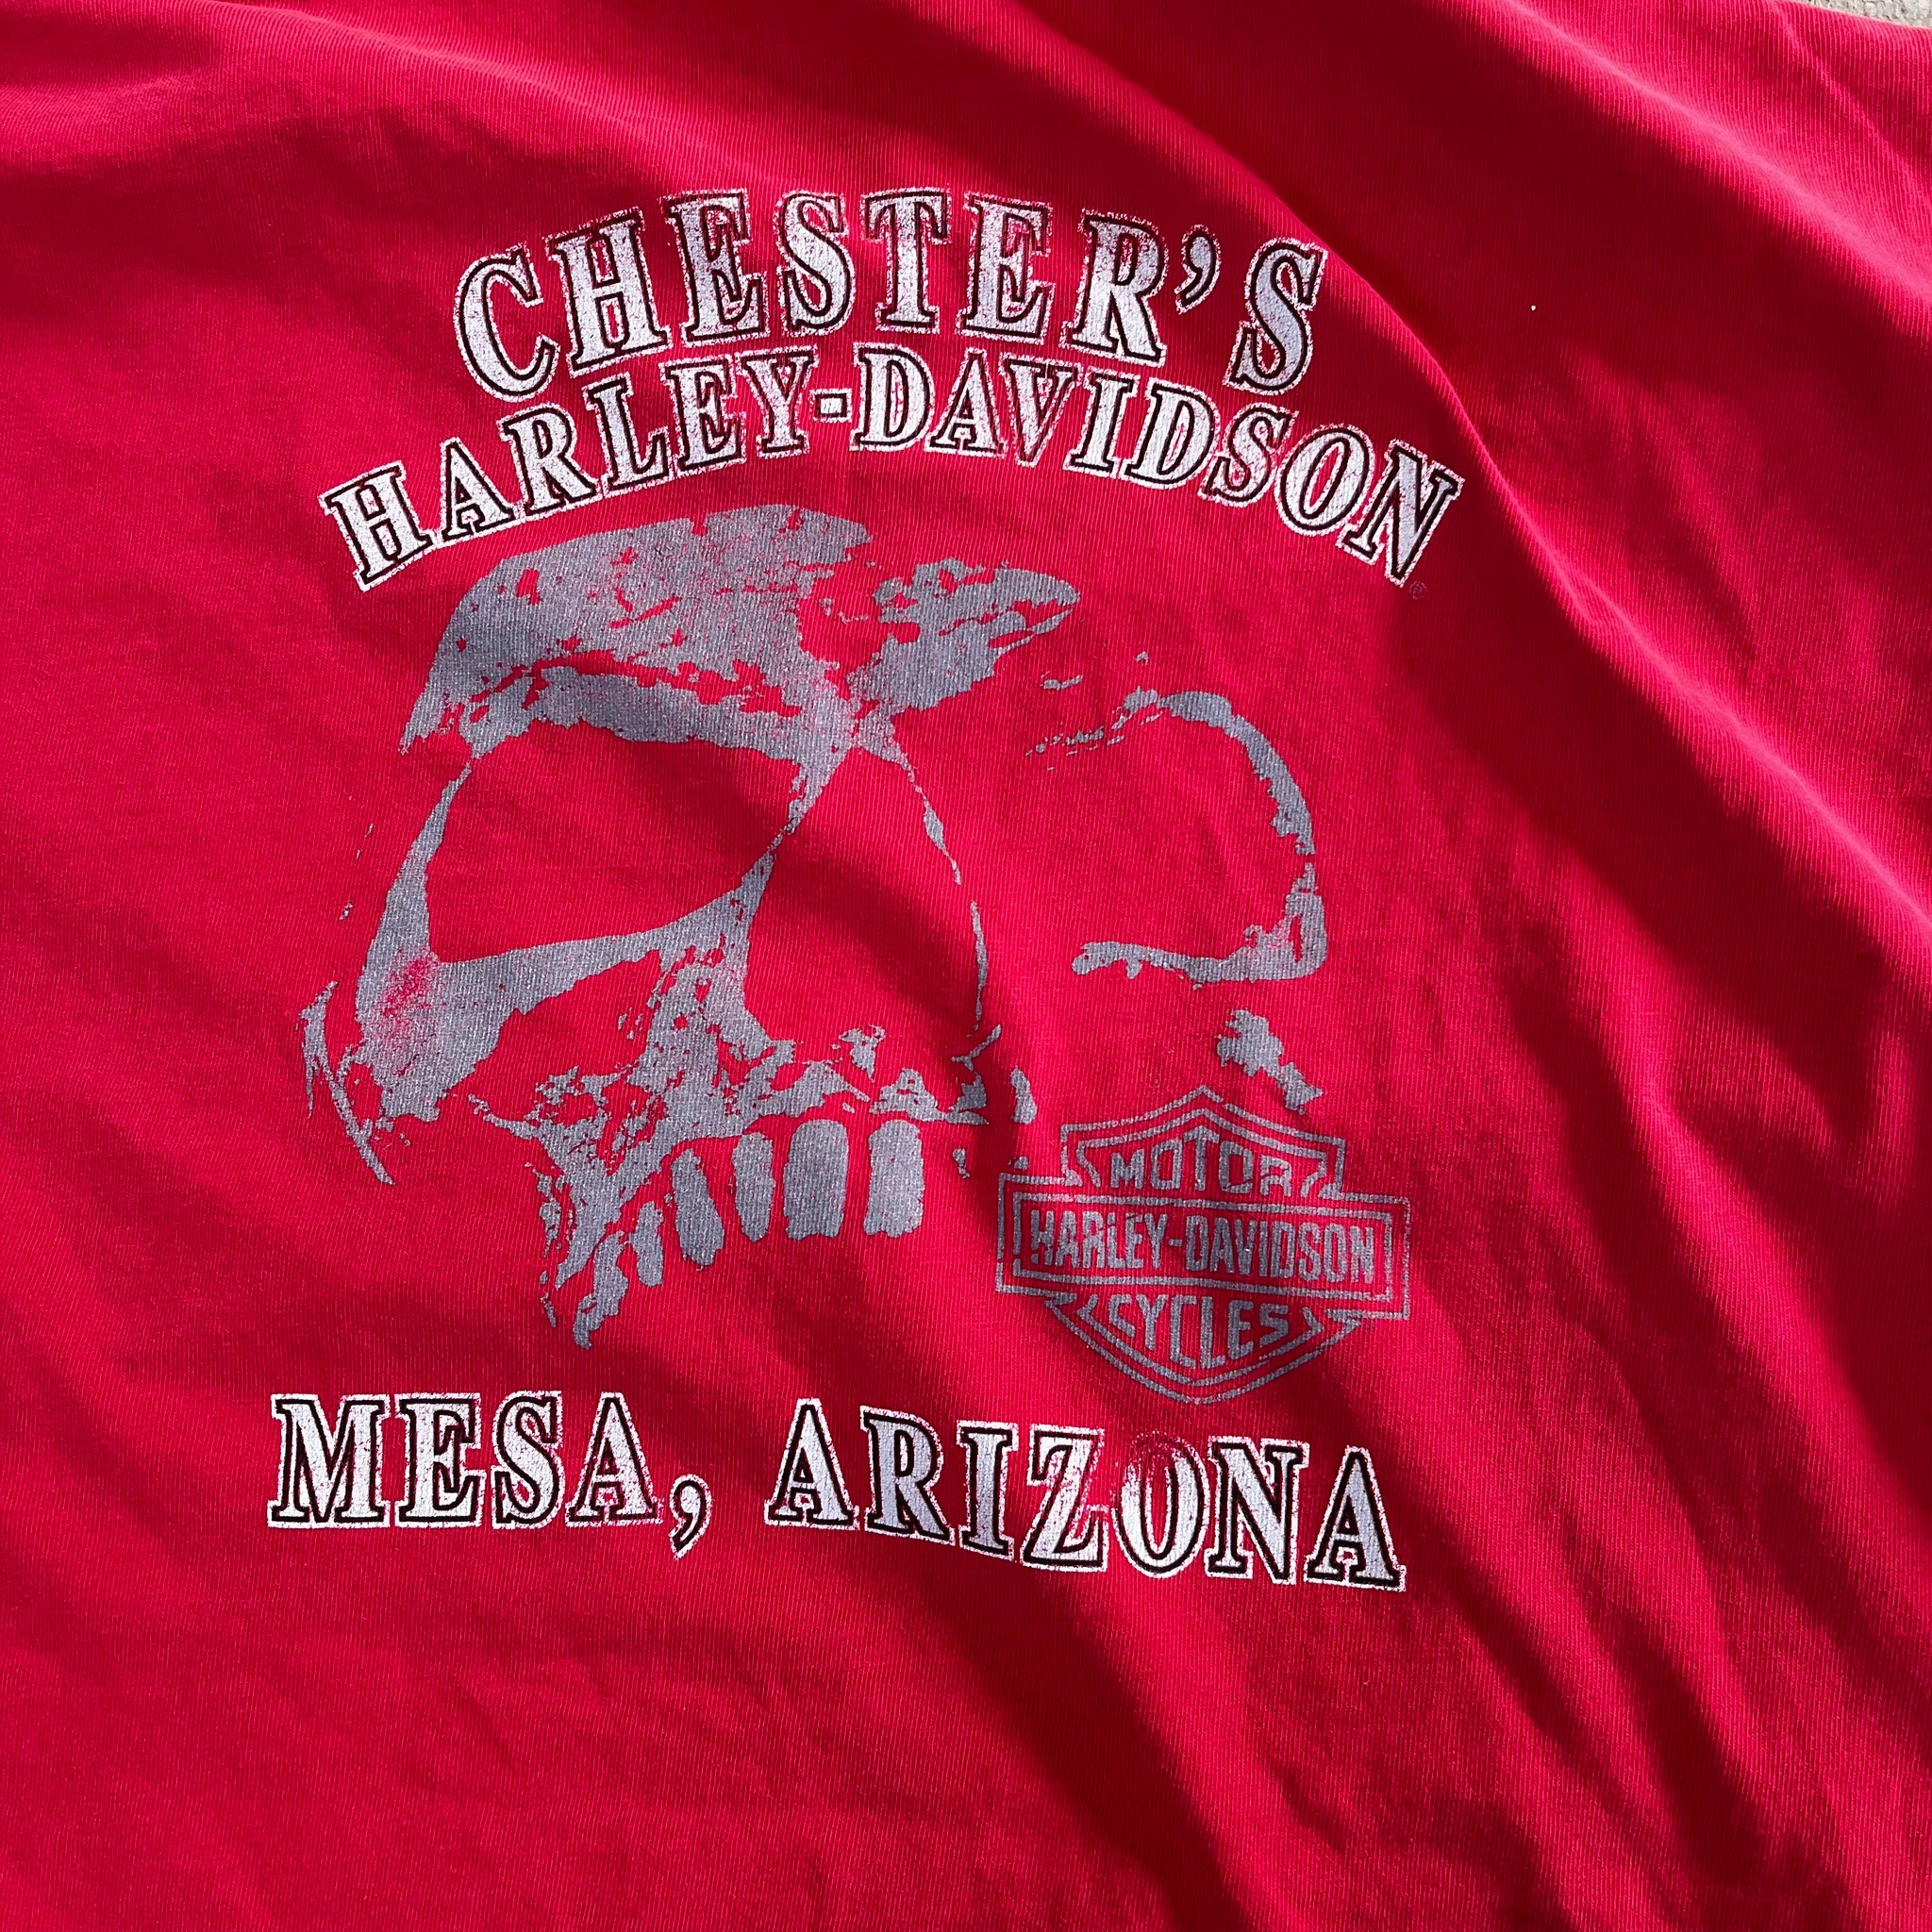 CHESTER'S
HARLEY-DAVIDSON®
MOTOR
HARLEY-DAVIDSON
CYCLES
MESA, ARIZONA